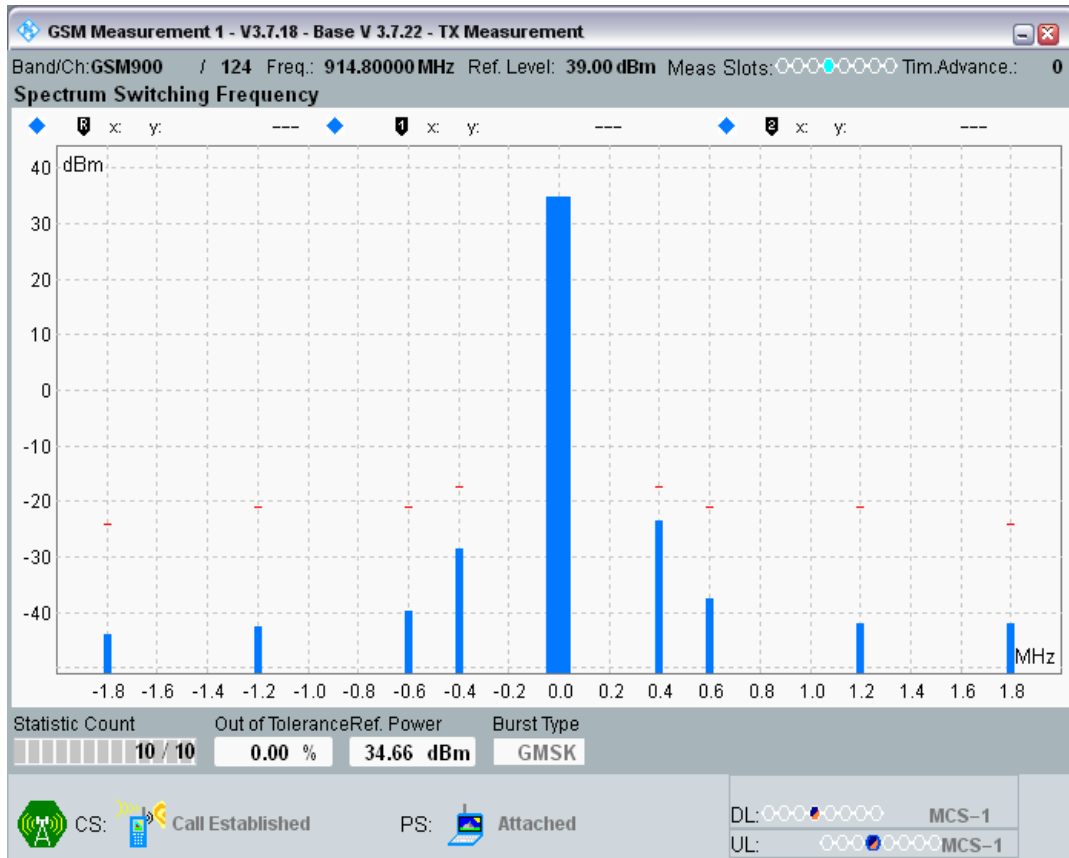 GSM Measurement 1 - V3.7.18 - Base V 3.7.22 - TX Measurement
Band/Ch:GSM900 / 124 Freq.: 914.80000 MHz Ref. Level: 39.00 dBm Meas Slots: Tim.Advance.: 0
Spectrum Switching Frequency
R x: y: --- 1 x: y: --- 2 x: y: ---
dBm
40
30
20
10
0
-10
-20
-30
-40
MHz
-1.8 -1.6 -1.4 -1.2 -1.0 -0.8 -0.6 -0.4 -0.2 0.0 0.2 0.4 0.6 0.8 1.0 1.2 1.4 1.6 1.8
Statistic Count Out of Tolerance Ref. Power Burst Type
10 / 10 0.00 % 34.66 dBm GMSK
CS: Call Established PS: Attached
DL: MCS-1
UL: MCS-1